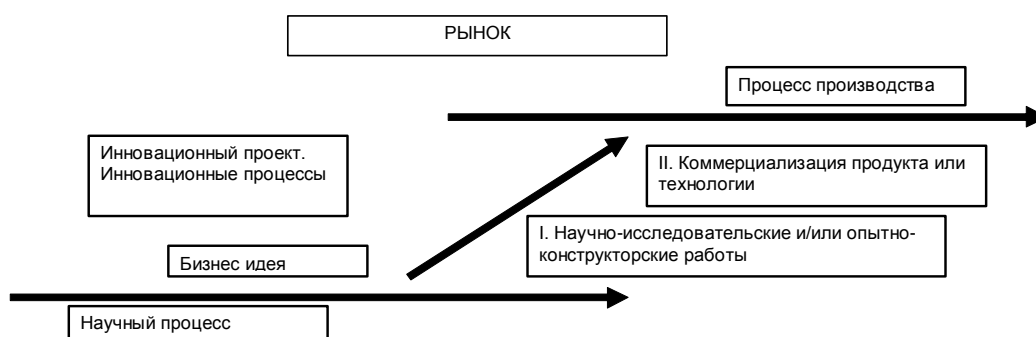 РЫНОК
Процесс производства
Инновационный проект.
Инновационные процессы
II. Коммерциализация продукта или
технологии
I. Научно-исследовательские и/или опытно-
конструкторские работы
Бизнес идея
Научный процесс